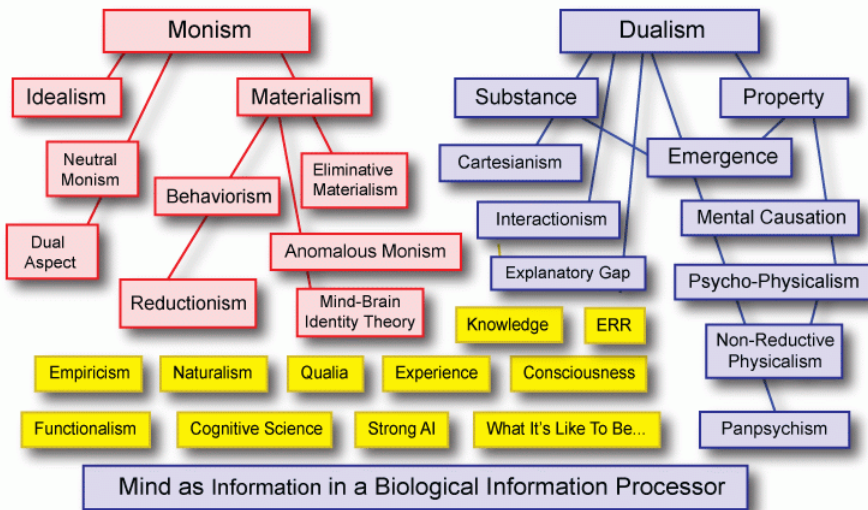 Monism
Dualism
Idealism
Materialism
Substance
Property
Neutral
Monism
Behaviorism
Eliminative
Materialism
Cartesianism
Emergence
Dual
Aspect
Anomalous Monism
Interactionism
Mental Causation
Reductionism
Mind-Brain
Identity Theory
Explanatory Gap
Psycho-Physicalism
Knowledge
ERR
Non-Reductive
Physicalism
Empiricism
Naturalism
Qualia
Experience
Consciousness
Functionalism
Cognitive Science
Strong AI
What It's Like To Be...
Panpsychism
Mind as Information in a Biological Information Processor